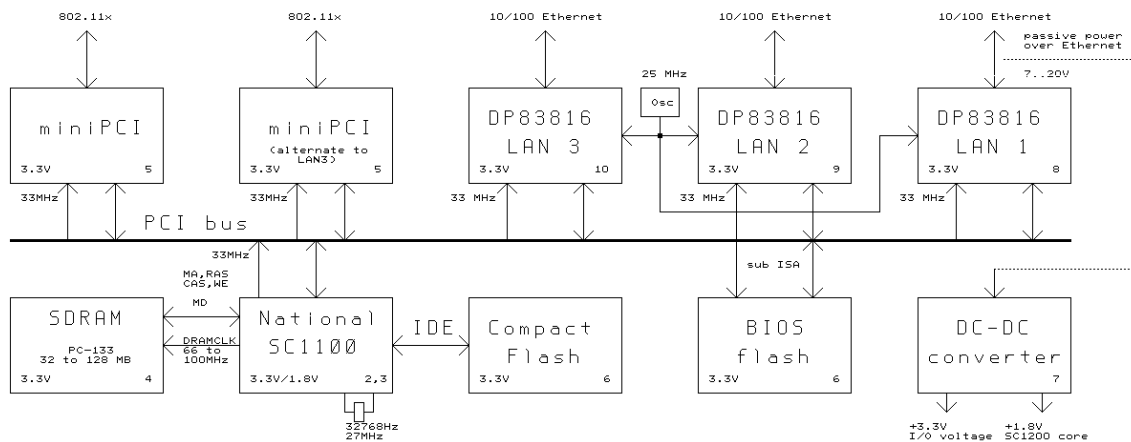 802.11x
802.11x
10/100 Ethernet
10/100 Ethernet
10/100 Ethernet
passive power
over Ethernet
7..20V
25 MHz
Osc
miniPCI
3.3V
5
miniPCI
(alternate to
LAN3)
3.3V
5
DP83816
LAN 3
3.3V
10
DP83816
LAN 2
3.3V
9
DP83816
LAN 1
3.3V
8
33MHz
33MHz
33 MHz
33 MHz
33 MHz
PCI bus
33MHz
MA,RAS
CAS,WE
MD
DRAMCLK
66 to
100MHz
sub ISA
SDRAM
PC-133
32 to 128 MB
3.3V
4
National
SC1100
3.3V/1.8V
2,3
32768Hz
27MHz
IDE
Compact
Flash
3.3V
6
BIOS
flash
3.3V
6
DC-DC
converter
7
+3.3V
I/O voltage
+1.8V
SC1200 core